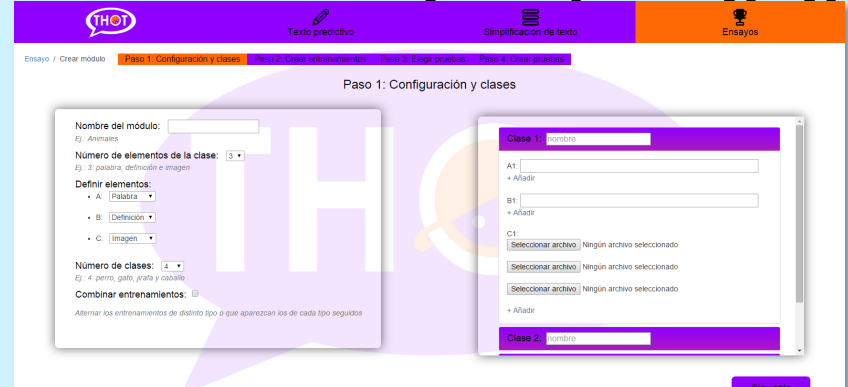 THOT
Texto predictivo
Simplificación de texto
Ensayos
Ensayo / Crear módulo Paso 1: Configuración y clases Paso 2: Crear entrenamientos Paso 3: Elegir pruebas Paso 4: Crear pruebas
Paso 1: Configuración y clases
Nombre del módulo:
Ej.: Animales
Número de elementos de la clase: 3
Ej.: 3: palabra, definición e imagen
Definir elementos:
• A: Palabra
• B: Definición
• C: Imagen
Número de clases: 4
Ej.: 4: perro, gato, jirafa y caballo
Combinar entrenamientos:
Alternar los entrenamientos de distinto tipo o que aparezcan los de cada tipo seguidos
Clase 1: nombre
A1:
+ Añadir
B1:
+ Añadir
C1:
Seleccionar archivo Ningún archivo seleccionado
Seleccionar archivo Ningún archivo seleccionado
Seleccionar archivo Ningún archivo seleccionado
+ Añadir
Clase 2: nombre
Siguiente